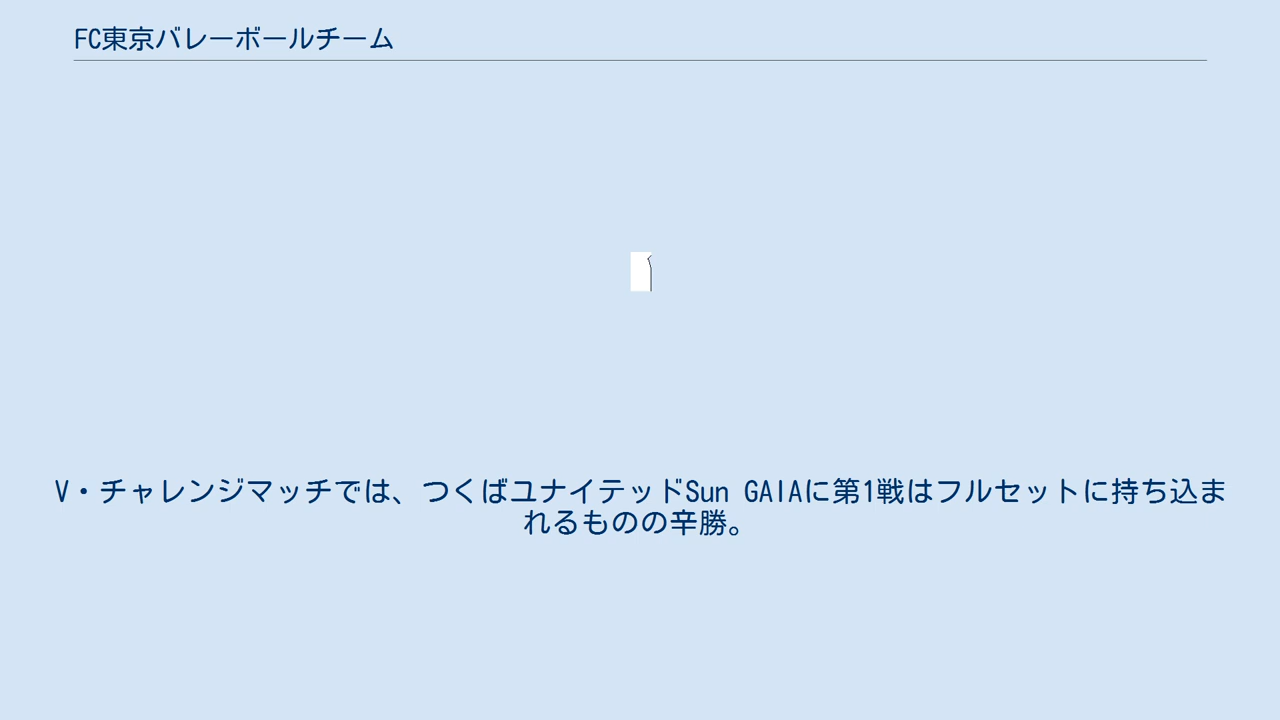 FC東京バレーボールチーム
V・チャレンジマッチでは、つくばユナイテッドSun GAIAに第1戦はフルセットに持ち込ま
れるものの辛勝。